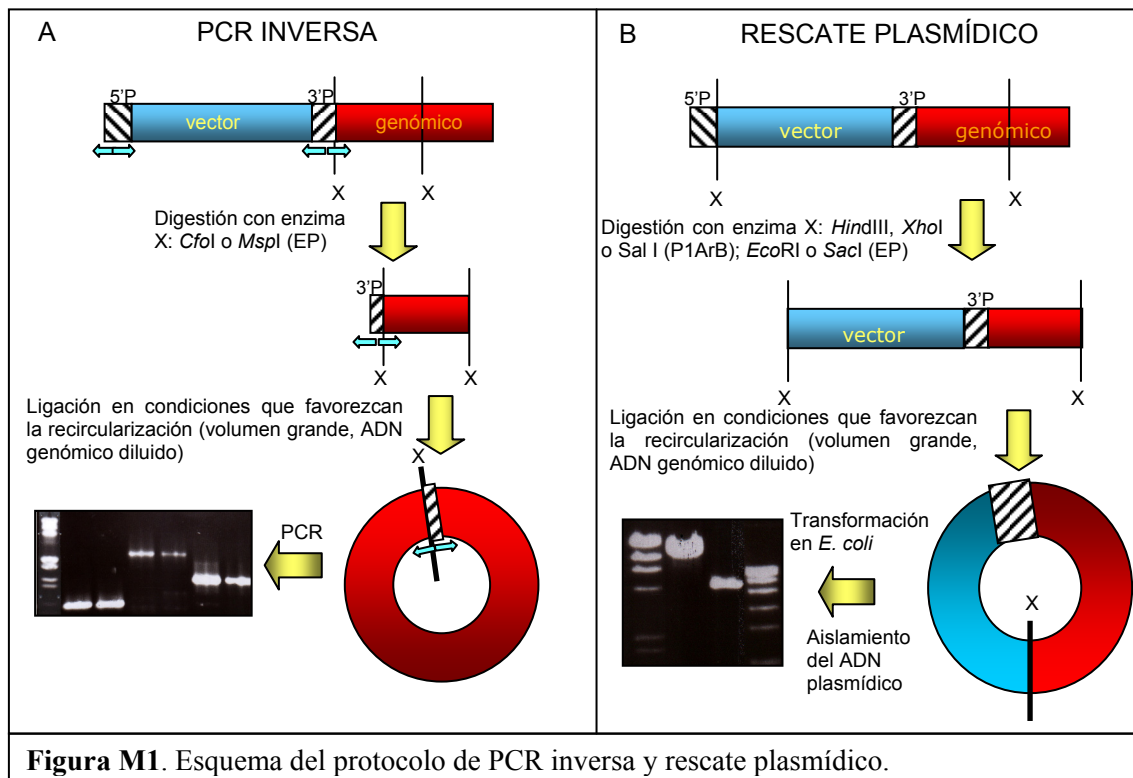 A
PCR INVERSA
5'P
3'P
vector
genómico
X
X
Digestión con enzima
X: CfoI o MspI (EP)
3'P
X
X
Ligación en condiciones que favorezcan
la recircularización (volumen grande, ADN
genómico diluido)
X
PCR
B
RESCATE PLASMÍDICO
5'P
3'P
vector
genómico
X
X
Digestión con enzima X: HindIII, XhoI
o Sal I (P1ArB); EcoRI o SacI (EP)
3'P
vector
X
X
Ligación en condiciones que favorezcan
la recircularización (volumen grande,
ADN genómico diluido)
Transformación
en E. coli
X
Aislamiento
del ADN
plasmídico
Figura M1. Esquema del protocolo de PCR inversa y rescate plasmídico.